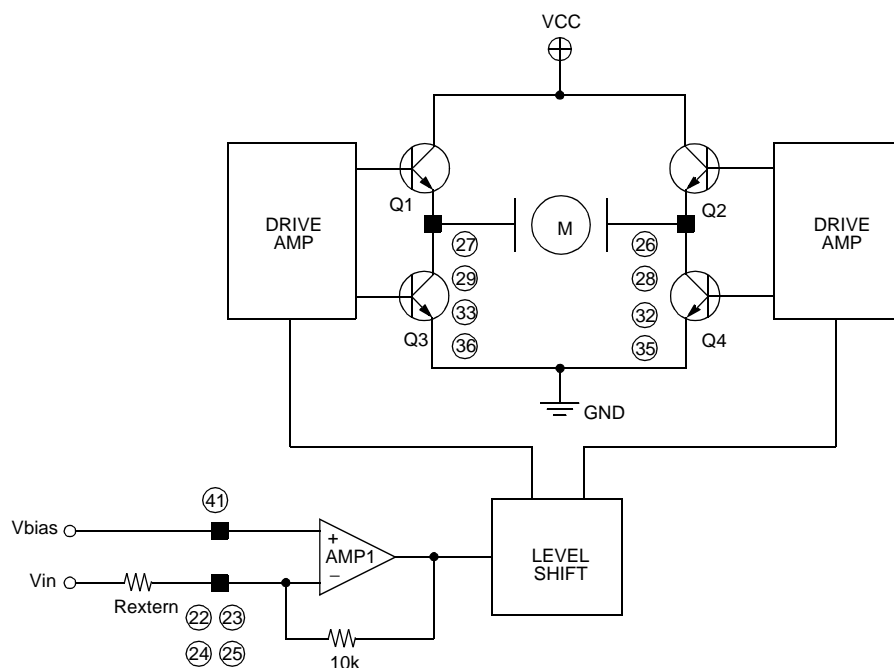 VCC
Q1
Q2
DRIVE
AMP
M
DRIVE
AMP
27
26
29
28
33
32
Q3
36
35
Q4
GND
41
Vbias
+
AMP1
−
LEVEL
SHIFT
Vin
Rextern
22 23
24 25
10k